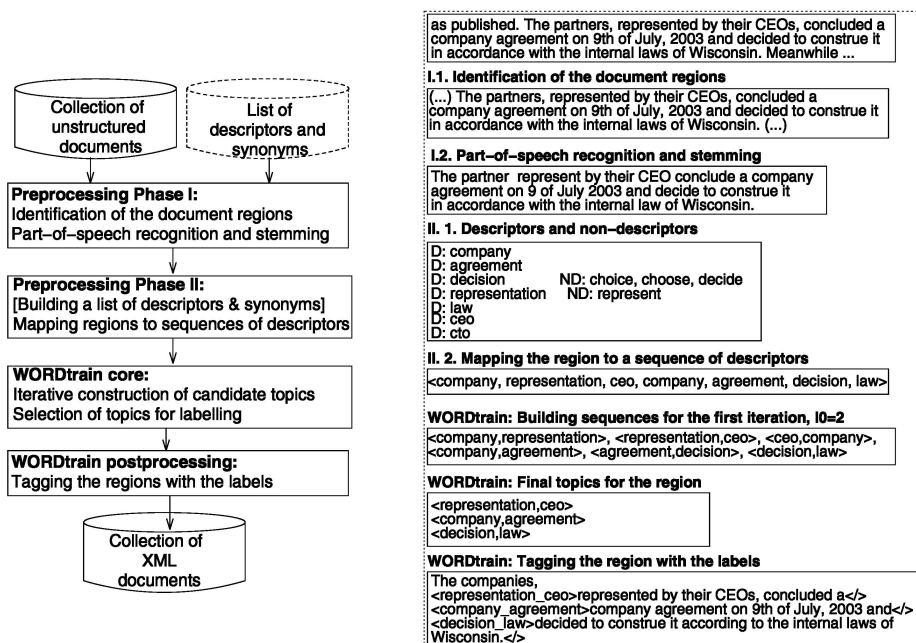 Collection of
unstructured
documents
List of
descriptors and
synonyms
Preprocessing Phase I:
Identification of the document regions
Part-of-speech recognition and stemming
Preprocessing Phase II:
[Building a list of descriptors & synonyms]
Mapping regions to sequences of descriptors
WORDtrain core:
Iterative construction of candidate topics
Selection of topics for labelling
WORDtrain postprocessing:
Tagging the regions with the labels
Collection of
XML
documents
as published. The partners, represented by their CEOs, concluded a
company agreement on 9th of July, 2003 and decided to construe it
in accordance with the internal laws of Wisconsin. Meanwhile ...
I.1. Identification of the document regions
(...) The partners, represented by their CEOs, concluded a
company agreement on 9th of July, 2003 and decided to construe it
in accordance with the internal laws of Wisconsin. (...)
I.2. Part-of-speech recognition and stemming
The partner represent by their CEO conclude a company
agreement on 9 of July 2003 and decide to construe it
in accordance with the internal law of Wisconsin.
II. 1. Descriptors and non-descriptors
D: company
D: agreement
D: decision ND: choice, choose, decide
D: representation ND: represent
D: law
D: ceo
D: cto
II. 2. Mapping the region to a sequence of descriptors
<company, representation, ceo, company, agreement, decision, law>
WORDtrain: Building sequences for the first iteration, l0=2
<company,representation>, <representation,ceo>, <ceo,company>,
<company,agreement>, <agreement,decision>, <decision,law>
WORDtrain: Final topics for the region
<representation,ceo>
<company,agreement>
<decision,law>
WORDtrain: Tagging the region with the labels
The companies,
<representation_ceo>represented by their CEOs, concluded a</>
<company_agreement>company agreement on 9th of July, 2003 and</>
<decision_law>decided to construe it according to the internal laws of
Wisconsin.</>